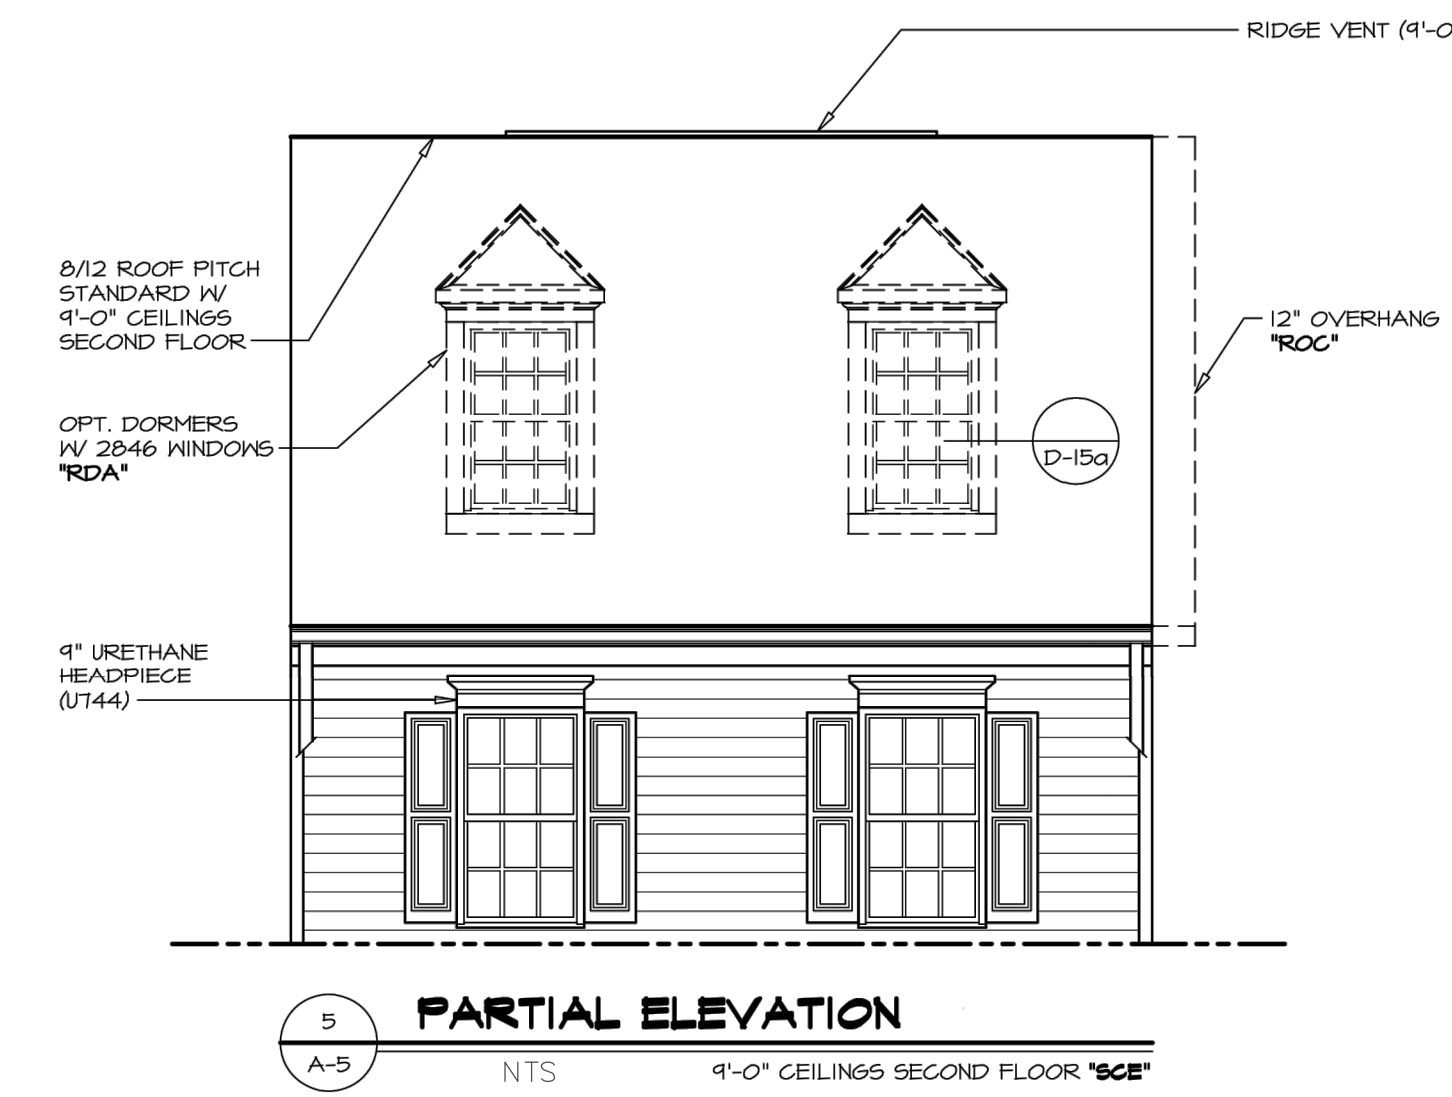 RIDGE VENT (9'-0
8/12 ROOF PITCH
STANDARD W/
9'-0" CEILINGS
SECOND FLOOR
12" OVERHANG
"ROC"
OPT. DORMERS
W/ 2846 WINDOWS
"RDA"
D-15a
9" URETHANE
HEADPIECE
(U744)
5
A-5
PARTIAL ELEVATION
NTS
9'-0" CEILINGS SECOND FLOOR "SCE"